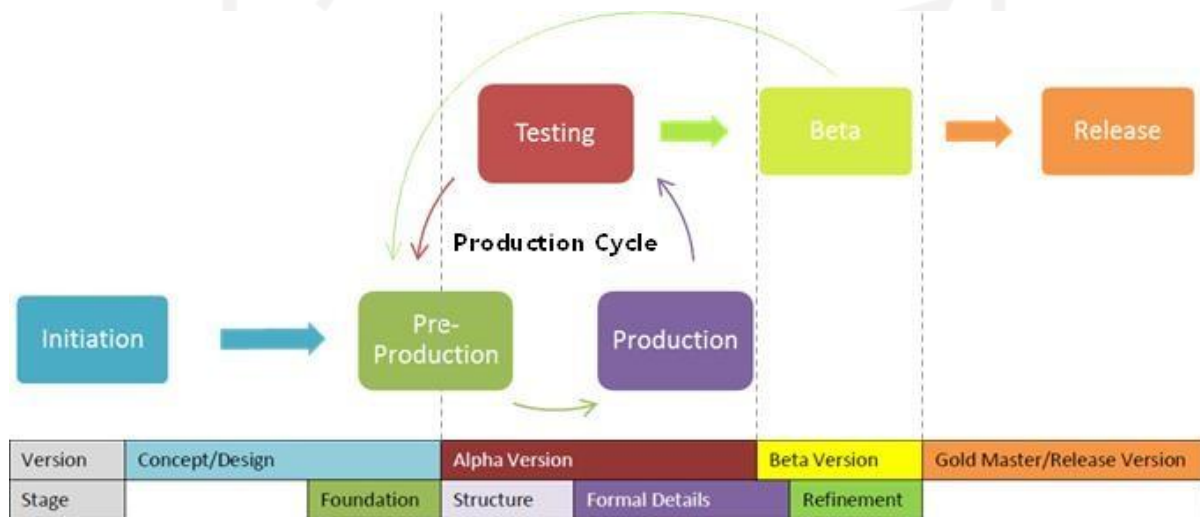 Testing
Beta
Release
Production Cycle
Initiation
Pre-
Production
Production
Version Concept/Design Alpha Version Beta Version Gold Master/Release Version
Stage Foundation Structure Formal Details Refinement